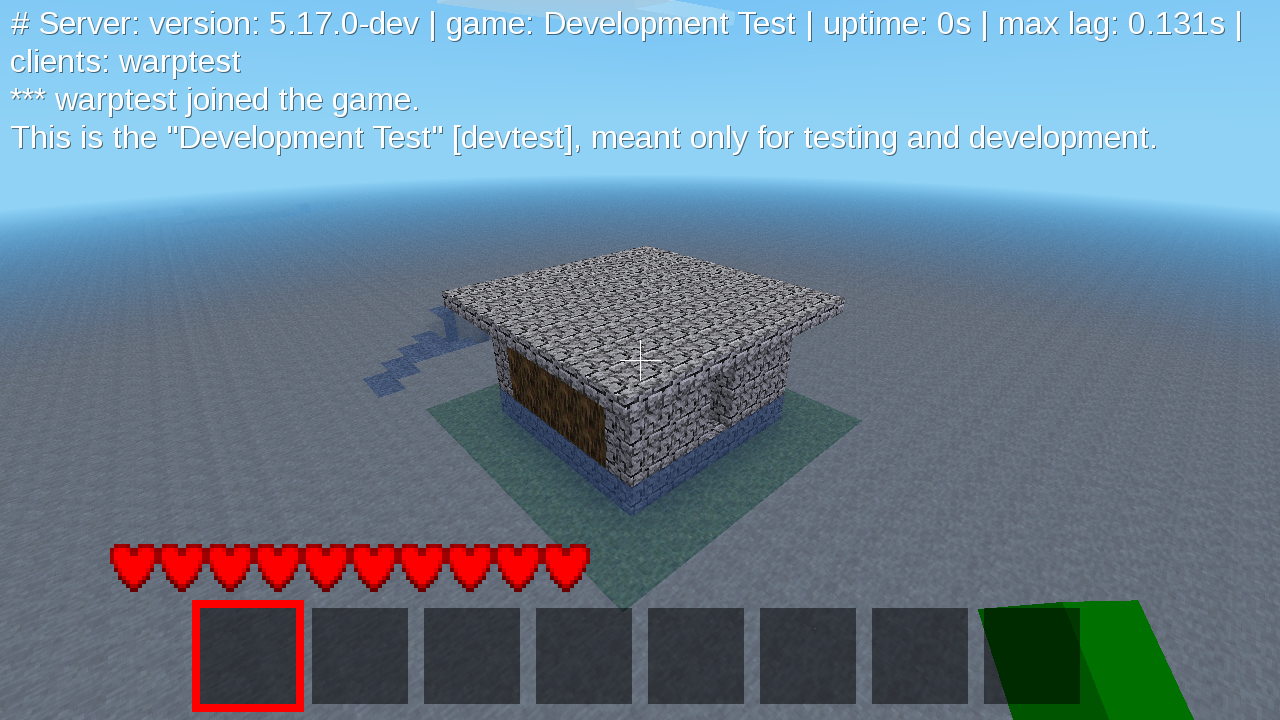 # Server: version: 5.17.0-dev | game: Development Test | uptime: 0s | max lag: 0.131s |
clients: warptest
*** warptest joined the game.
This is the "Development Test" [devtest], meant only for testing and development.